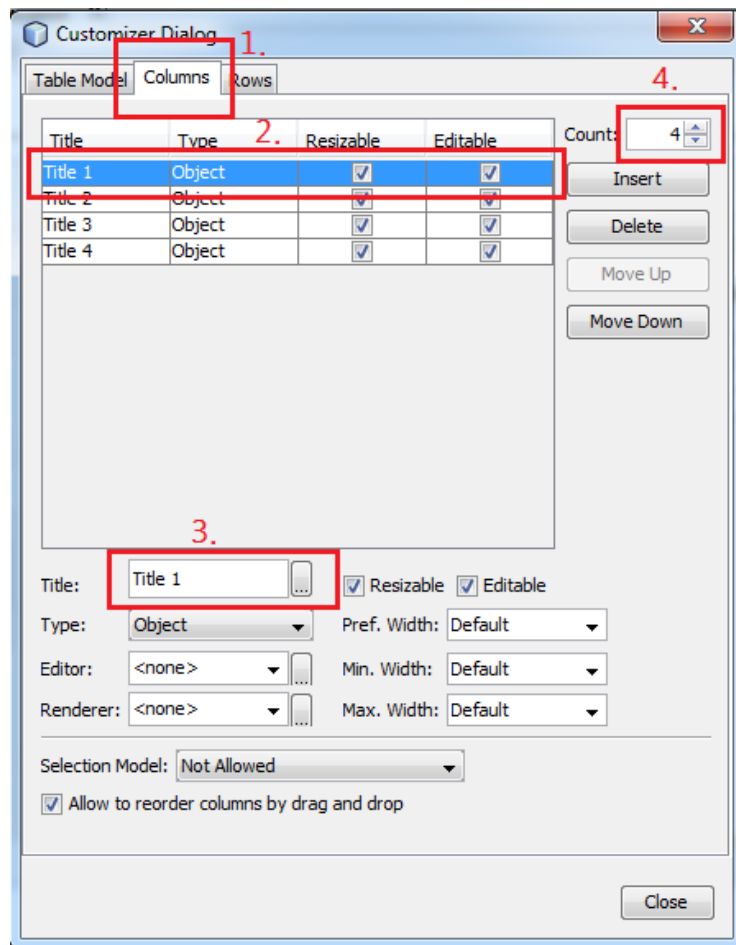 Customizer Dialog
1.
Table Model Columns Rows
4.
2.
Title Type Resizable Editable
Count: 4
Title 1 Object
Insert
Title 2 Object
Title 3 Object
Delete
Title 4 Object
Move Up
Move Down
3.
Title: Title 1 ... Resizable Editable
Type: Object Pref. Width: Default
Editor: <none> ... Min. Width: Default
Renderer: <none> ... Max. Width: Default
Selection Model: Not Allowed
Allow to reorder columns by drag and drop
Close